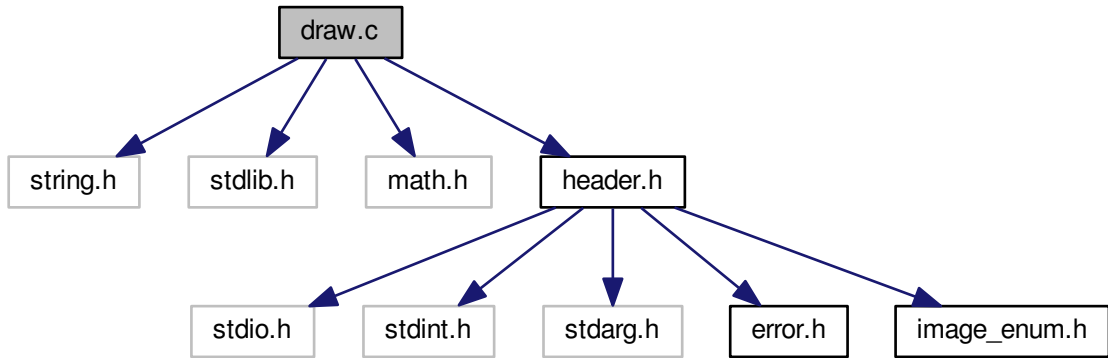 draw.c
string.h
stdlib.h
math.h
header.h
stdio.h
stdint.h
stdarg.h
error.h
image_enum.h